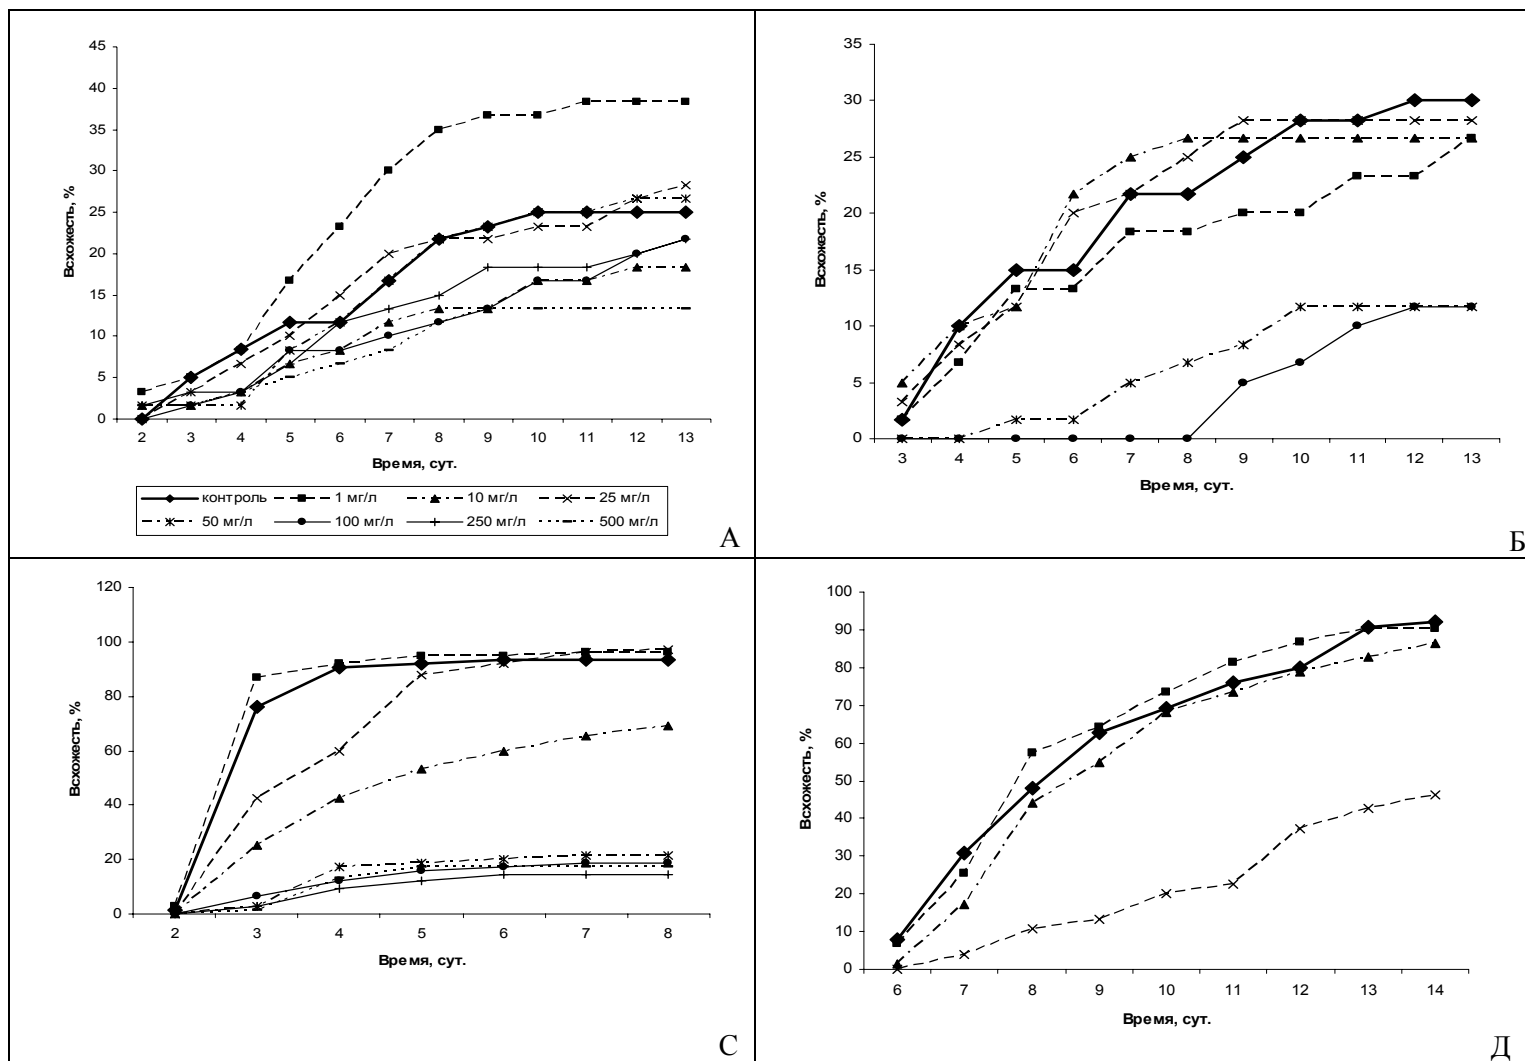 45
40
35
30
25
20
15
10
5
0
Всхожесть, %
2 3 4 5 6 7 8 9 10 11 12 13
Время, сут.
контроль 1 мг/л 10 мг/л 25 мг/л
50 мг/л 100 мг/л 250 мг/л 500 мг/л
А
35
30
25
20
15
10
5
0
Всхожесть, %
3 4 5 6 7 8 9 10 11 12 13
Время, сут.
Б
120
100
80
60
40
20
0
Всхожесть, %
2 3 4 5 6 7 8
Время, сут.
С
100
90
80
70
60
50
40
30
20
10
0
Всхожесть, %
6 7 8 9 10 11 12 13 14
Время, сут.
Д